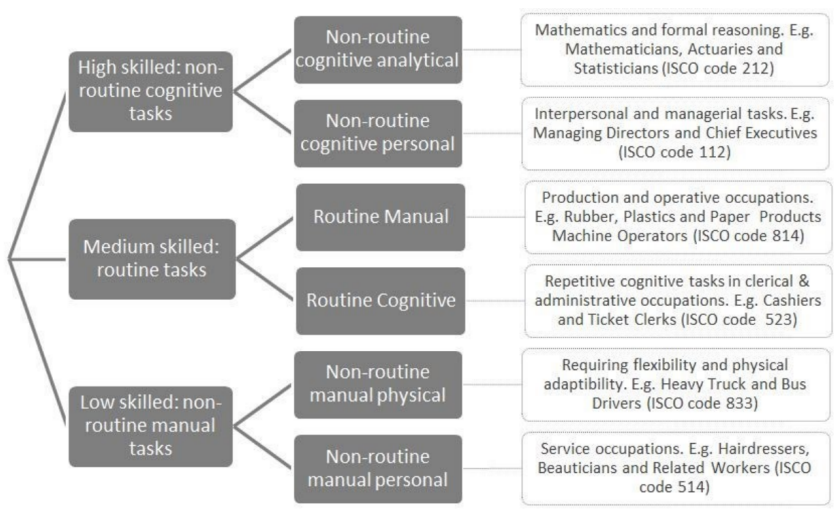 High skilled: non-
routine cognitive
tasks
Non-routine
cognitive analytical
Mathematics and formal reasoning. E.g.
Mathematicians, Actuaries and
Statisticians (ISCO code 212)
Non-routine
cognitive personal
Interpersonal and managerial tasks. E.g.
Managing Directors and Chief Executives
(ISCO code 112)
Medium skilled:
routine tasks
Routine Manual
Production and operative occupations.
E.g. Rubber, Plastics and Paper Products
Machine Operators (ISCO code 814)
Routine Cognitive
Repetitive cognitive tasks in clerical &
administrative occupations. E.g. Cashiers
and Ticket Clerks (ISCO code 523)
Low skilled: non-
routine manual
tasks
Non-routine
manual physical
Requiring flexibility and physical
adaptibility. E.g. Heavy Truck and Bus
Drivers (ISCO code 833)
Non-routine
manual personal
Service occupations. E.g. Hairdressers,
Beauticians and Related Workers (ISCO
code 514)